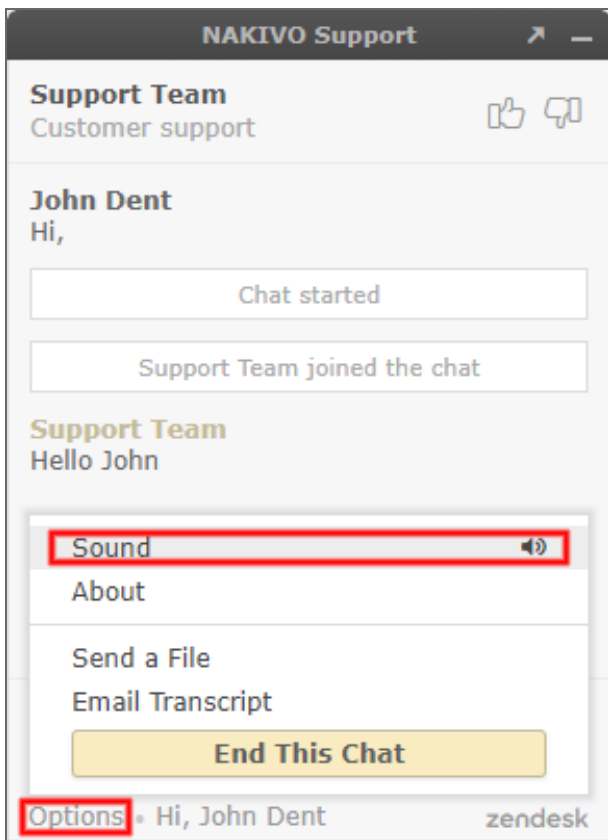 NAKIVO Support
Support Team
Customer support
John Dent
Hi,
Chat started
Support Team joined the chat
Support Team
Hello John
Sound
About
Send a File
Email Transcript
End This Chat
Options • Hi, John Dent
zendesk